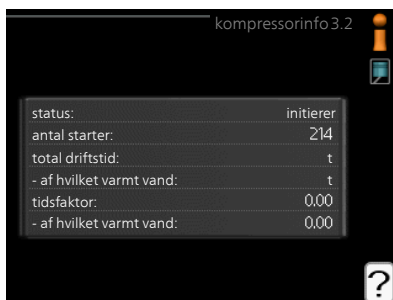 kompressorinfo 3.2
status: initierer
antal starter: 214
total driftstid: t
- af hvilket varmt vand: t
tidsfaktor: 0.00
- af hvilket varmt vand: 0.00
?